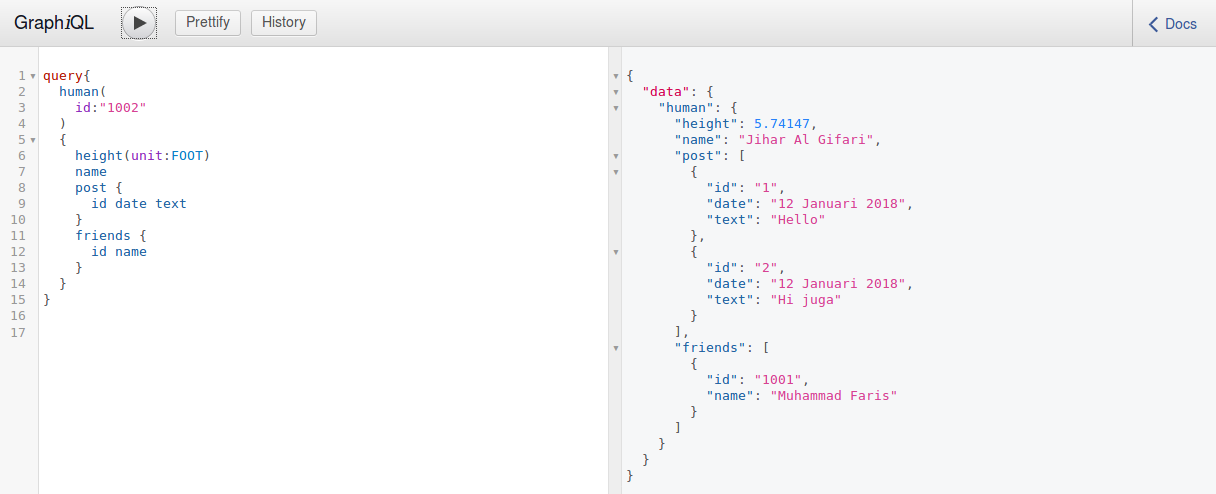 GraphiQL Prettify History Docs
1 query{
2   human(
3     id:"1002"
4   )
5   {
6     height(unit:FOOT)
7     name
8     post {
9       id date text
10     }
11     friends {
12       id name
13     }
14   }
15 }
16
17
{
  "data": {
    "human": {
      "height": 5.74147,
      "name": "Jihar Al Gifari",
      "post": [
        {
          "id": "1",
          "date": "12 Januari 2018",
          "text": "Hello"
        },
        {
          "id": "2",
          "date": "12 Januari 2018",
          "text": "Hi juga"
        }
      ],
      "friends": [
        {
          "id": "1001",
          "name": "Muhammad Faris"
        }
      ]
    }
  }
}